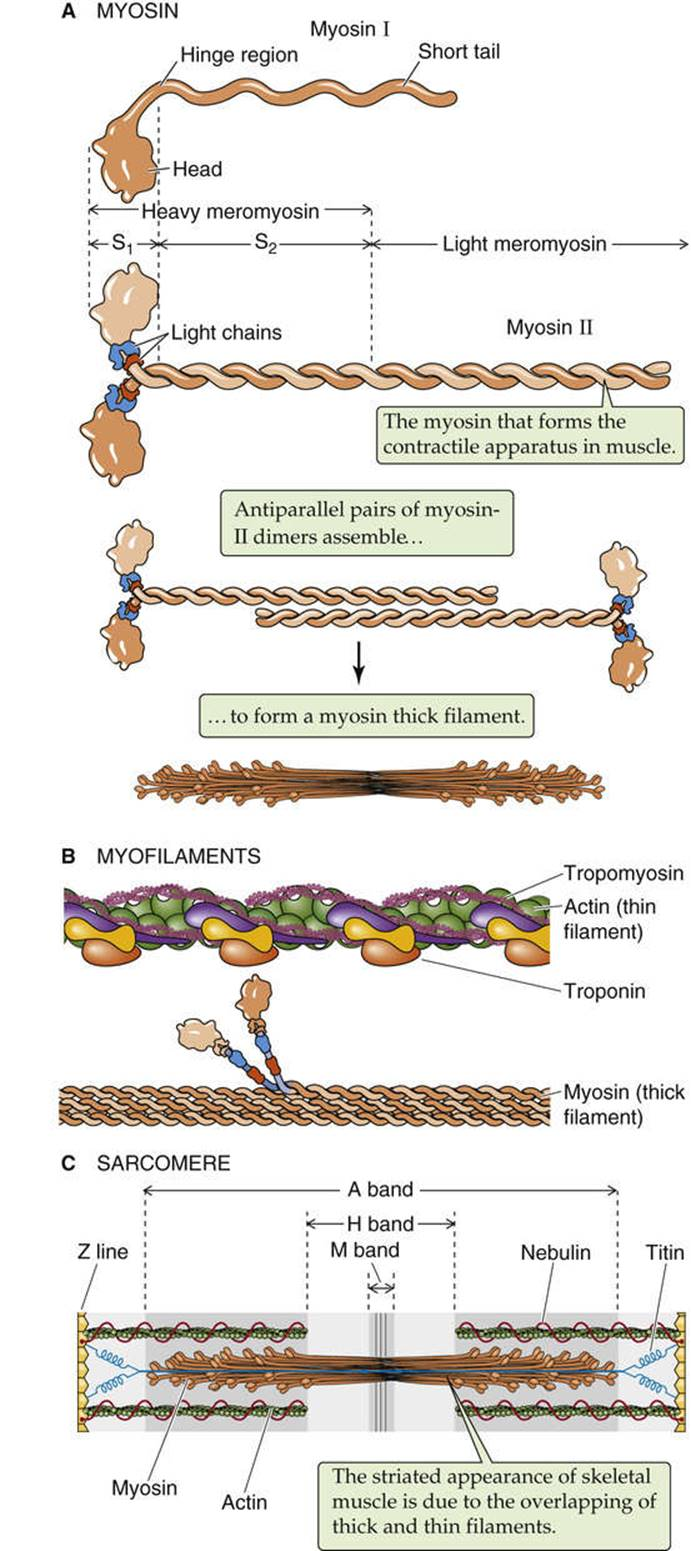 A MYOSIN
Myosin I
Hinge region
Short tail
Head
Heavy meromyosin
S1
S2
Light meromyosin
Light chains
Myosin II
The myosin that forms the
contractile apparatus in muscle.
Antiparallel pairs of myosin-
II dimers assemble...
...to form a myosin thick filament.
B MYOFILAMENTS
Tropomyosin
Actin (thin
filament)
Troponin
Myosin (thick
filament)
C SARCOMERE
A band
H band
M band
Z line
Nebulin
Titin
Myosin
Actin
The striated appearance of skeletal
muscle is due to the overlapping of
thick and thin filaments.